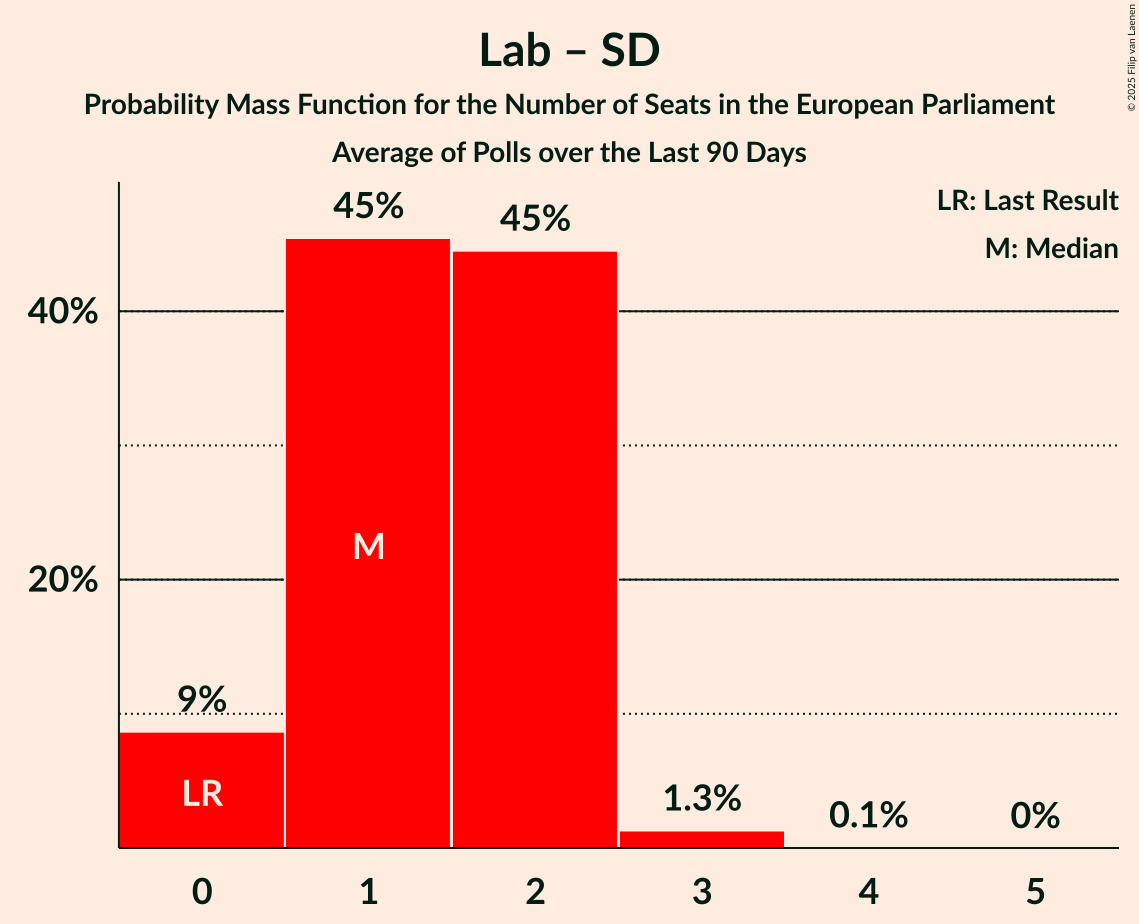 Lab – SD
Probability Mass Function for the Number of Seats in the European Parliament
Average of Polls over the Last 90 Days
© 2025 Filip van Laenen
LR: Last Result
M: Median
45%
45%
40%
M
20%
9%
LR
1.3%
0.1%
0%
0 1 2 3 4 5